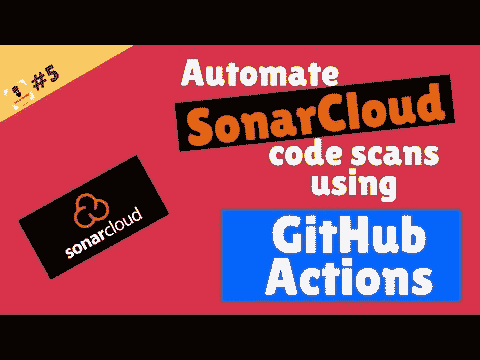 #5
Automate
SonarCloud
code scans
using
GitHub
Actions
sonarcloud